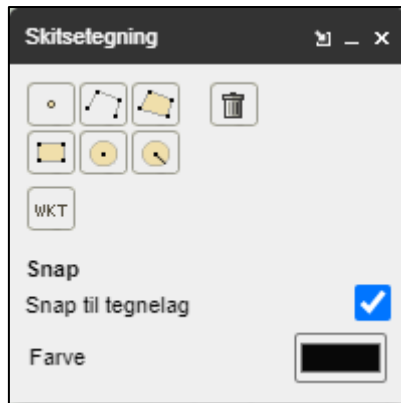 Skitsetegning
WKT
Snap
Snap til tegnelag
Farve